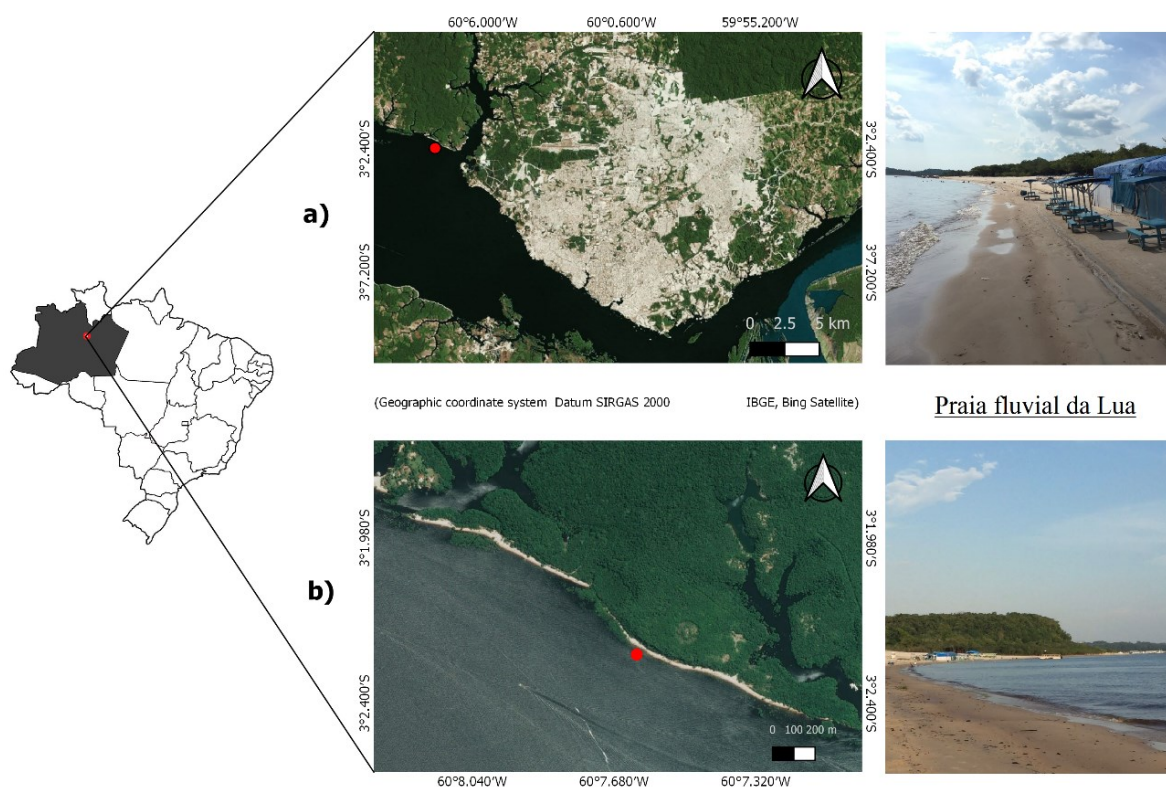 60°6.000'W 60°0.600'W 59°55.200'W
3°2.400'S
3°2.400'S
a)
3°7.200'S
3°7.200'S
0 2.5 5 km
(Geographic coordinate system Datum SIRGAS 2000 IBGE, Bing Satellite)
Praia fluvial da Lua
3°1.980'S
3°1.980'S
b)
3°2.400'S
3°2.400'S
0 100 200 m
60°8.040'W 60°7.680'W 60°7.320'W